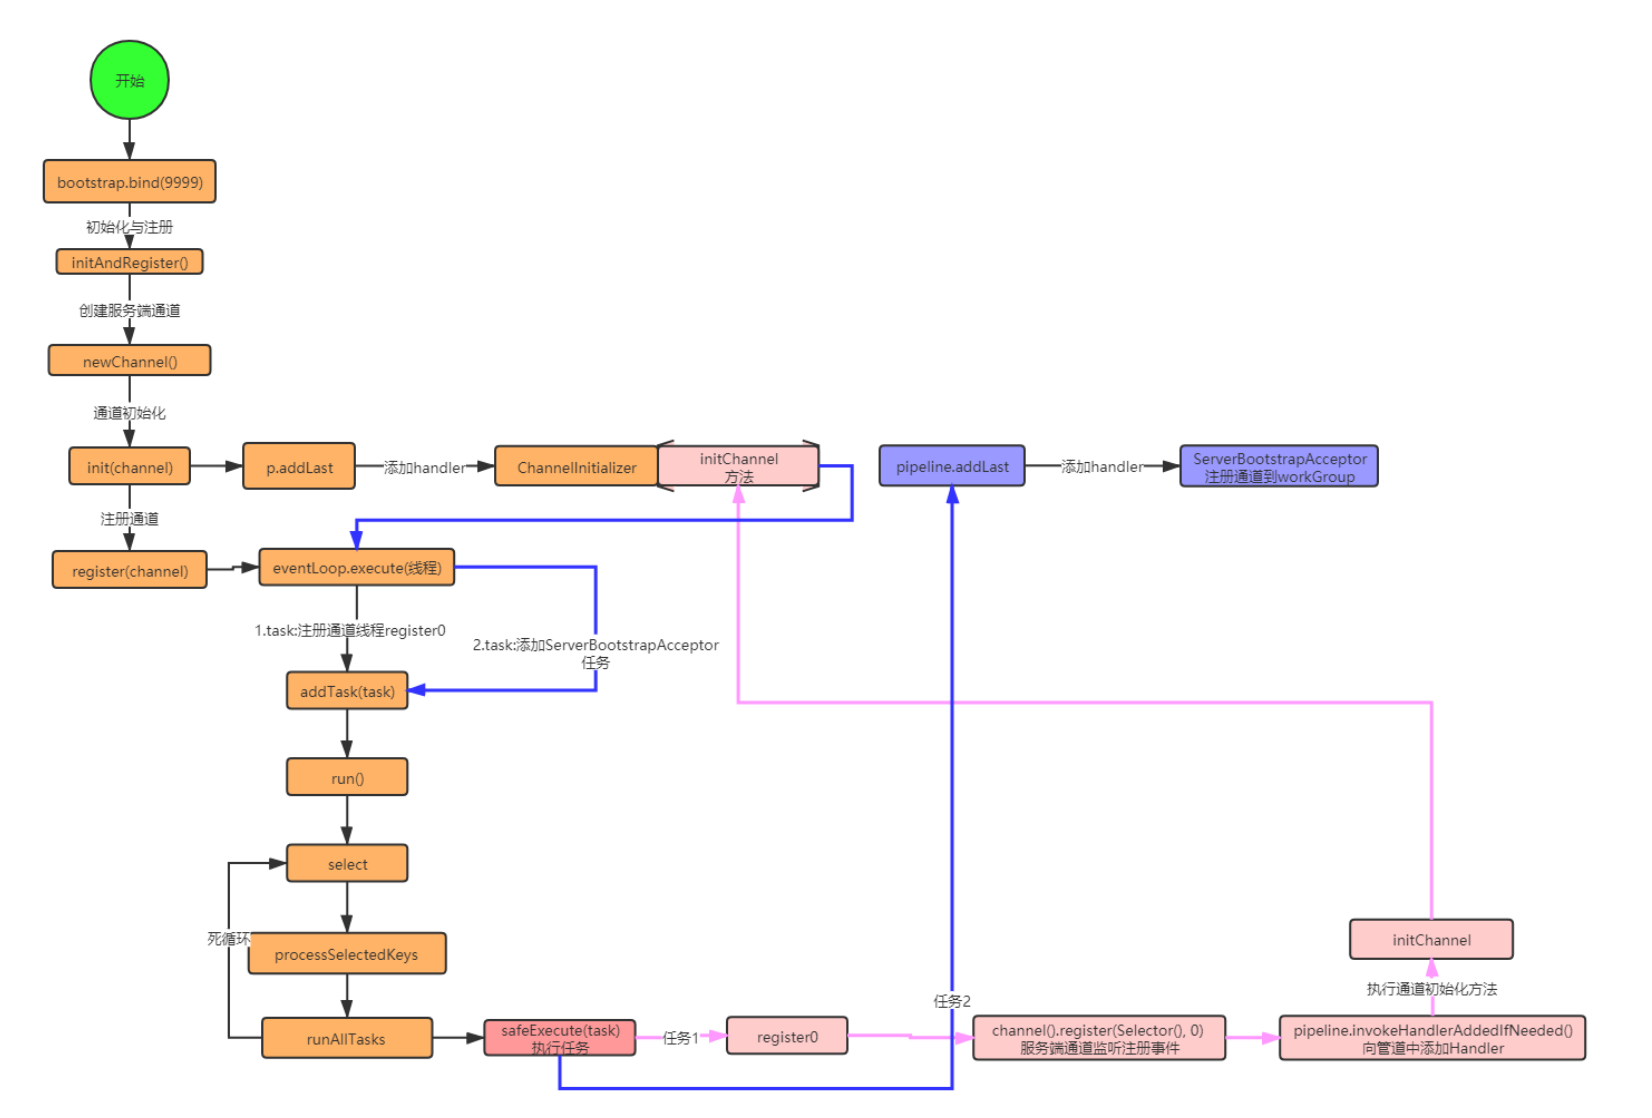 开始
bootstrap.bind(9999)
初始化与注册
initAndRegister()
创建服务端通道
newChannel()
通道初始化
init(channel)
p.addLast
添加handler
ChannelInitializer
initChannel
方法
pipeline.addLast
添加handler
ServerBootstrapAcceptor
注册通道到workGroup
注册通道
register(channel)
eventLoop.execute(线程)
1.task:注册通道线程register0
2.task:添加ServerBootstrapAcceptor
任务
addTask(task)
run()
select
死循环
processSelectedKeys
runAllTasks
safeExecute(task)
执行任务
任务1
register0
任务2
channel().register(Selector(), 0)
服务端通道监听注册事件
pipeline.invokeHandlerAddedIfNeeded()
向管道中添加Handler
执行通道初始化方法
initChannel